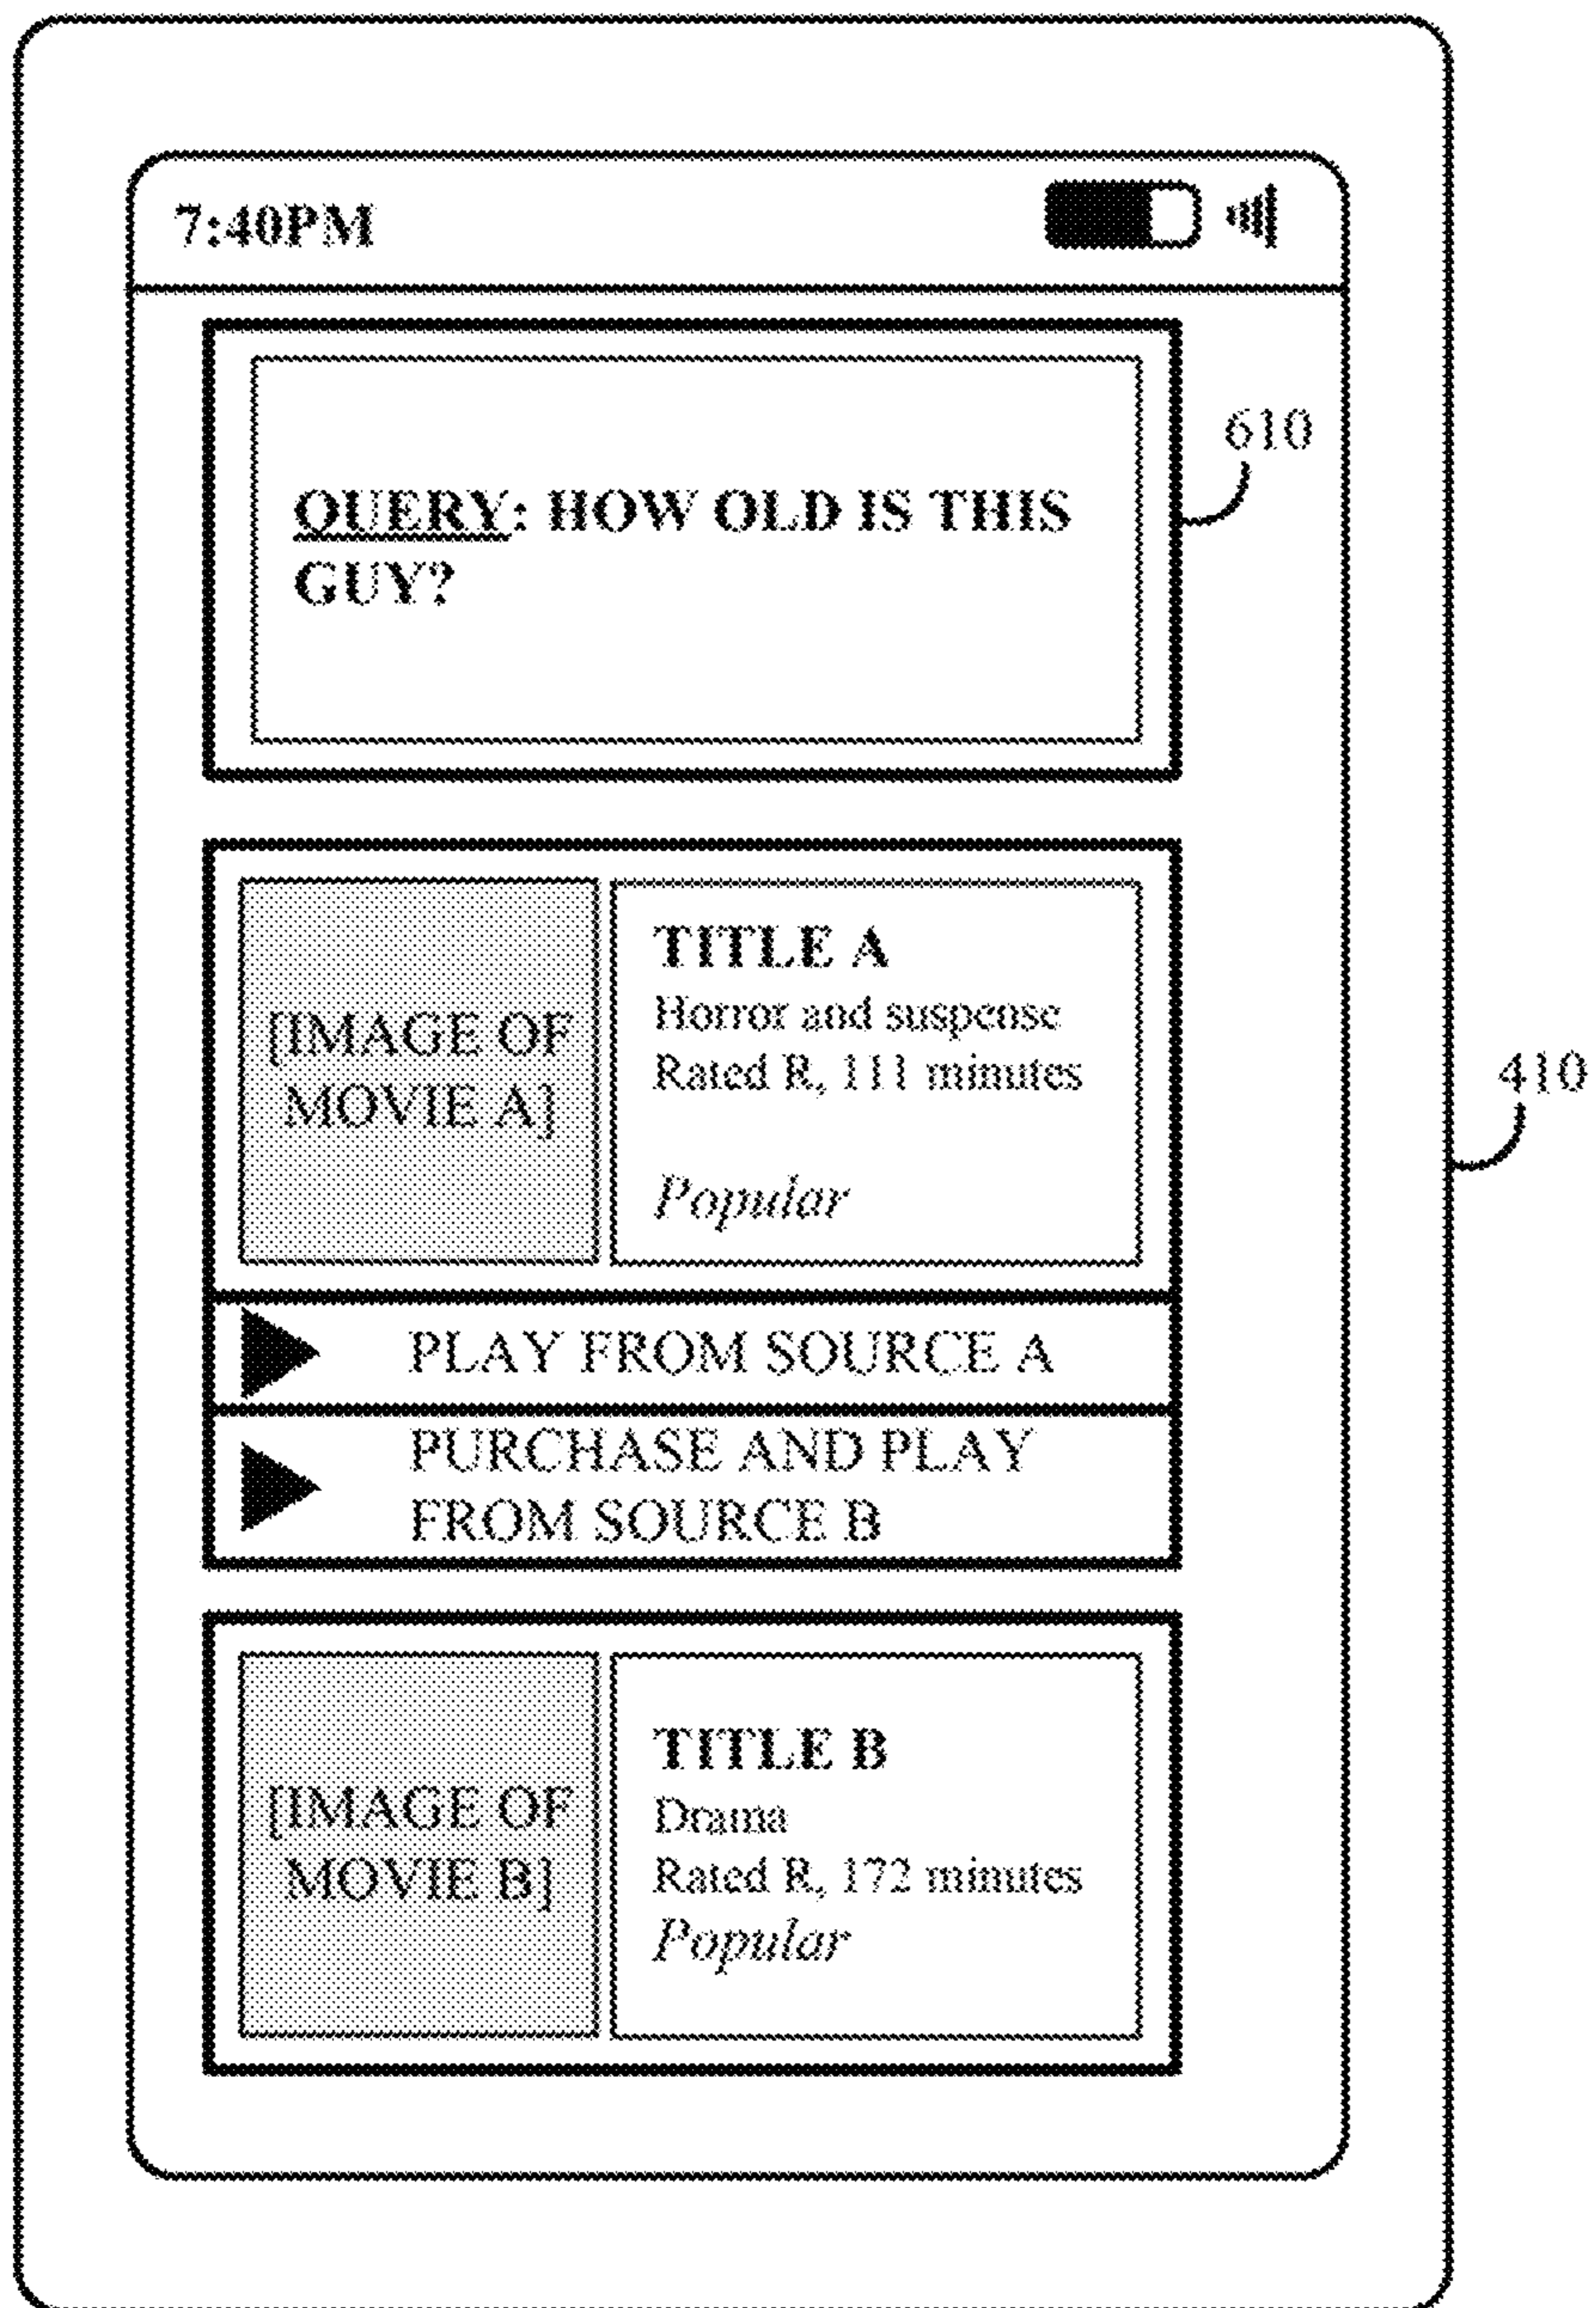 7:40PM
QUERY: HOW OLD IS THIS
GUY?
610
[IMAGE OF
MOVIE A]
TITLE A
Horror and suspense
Rated R, 111 minutes
Popular
410
PLAY FROM SOURCE A
PURCHASE AND PLAY
FROM SOURCE B
[IMAGE OF
MOVIE B]
TITLE B
Drama
Rated R, 172 minutes
Popular